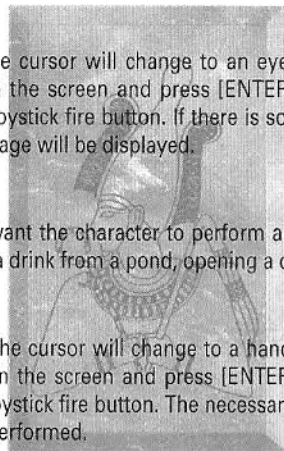 e cursor will change to an eye
the screen and press [ENTER
oystick fire button. If there is so
age will be displayed.
vant the character to perform a
a drink from a pond, opening a c
he cursor will change to a hand
n the screen and press [ENTER
oystick fire button. The necessar
erformed.